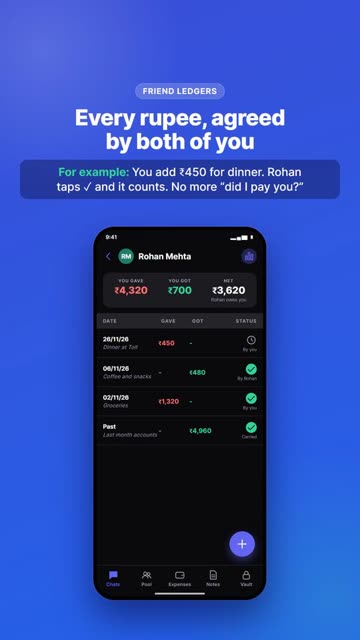 FRIEND LEDGERS
Every rupee, agreed
by both of you
For example: You add ₹450 for dinner. Rohan
taps ✓ and it counts. No more “did I pay you?”
9:41
RM Rohan Mehta
YOU GAVE YOU GOT NET
₹4,320 ₹700 ₹3,620
Rohan owes you
DATE GAVE GOT STATUS
26/11/26 ₹450 -
Dinner at Toit By you
06/11/26 - ₹480
Coffee and snacks By Rohan
02/11/26 ₹1,320 -
Groceries By you
Past - ₹4,960
Last month accounts Carried
+
Chats Pool Expenses Notes Vault